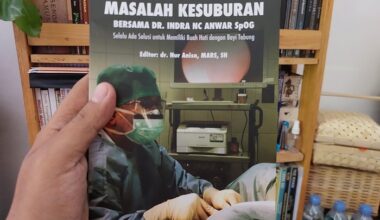 MASALAH KESUBURAN
BERSAMA DR. INDRA NC ANWAR SpOG
Selalu Ada Solusi untuk Memiliki Buah Hati dengan Bayi Tabung
Editor: dr. Nur Anisn, MARS, SH